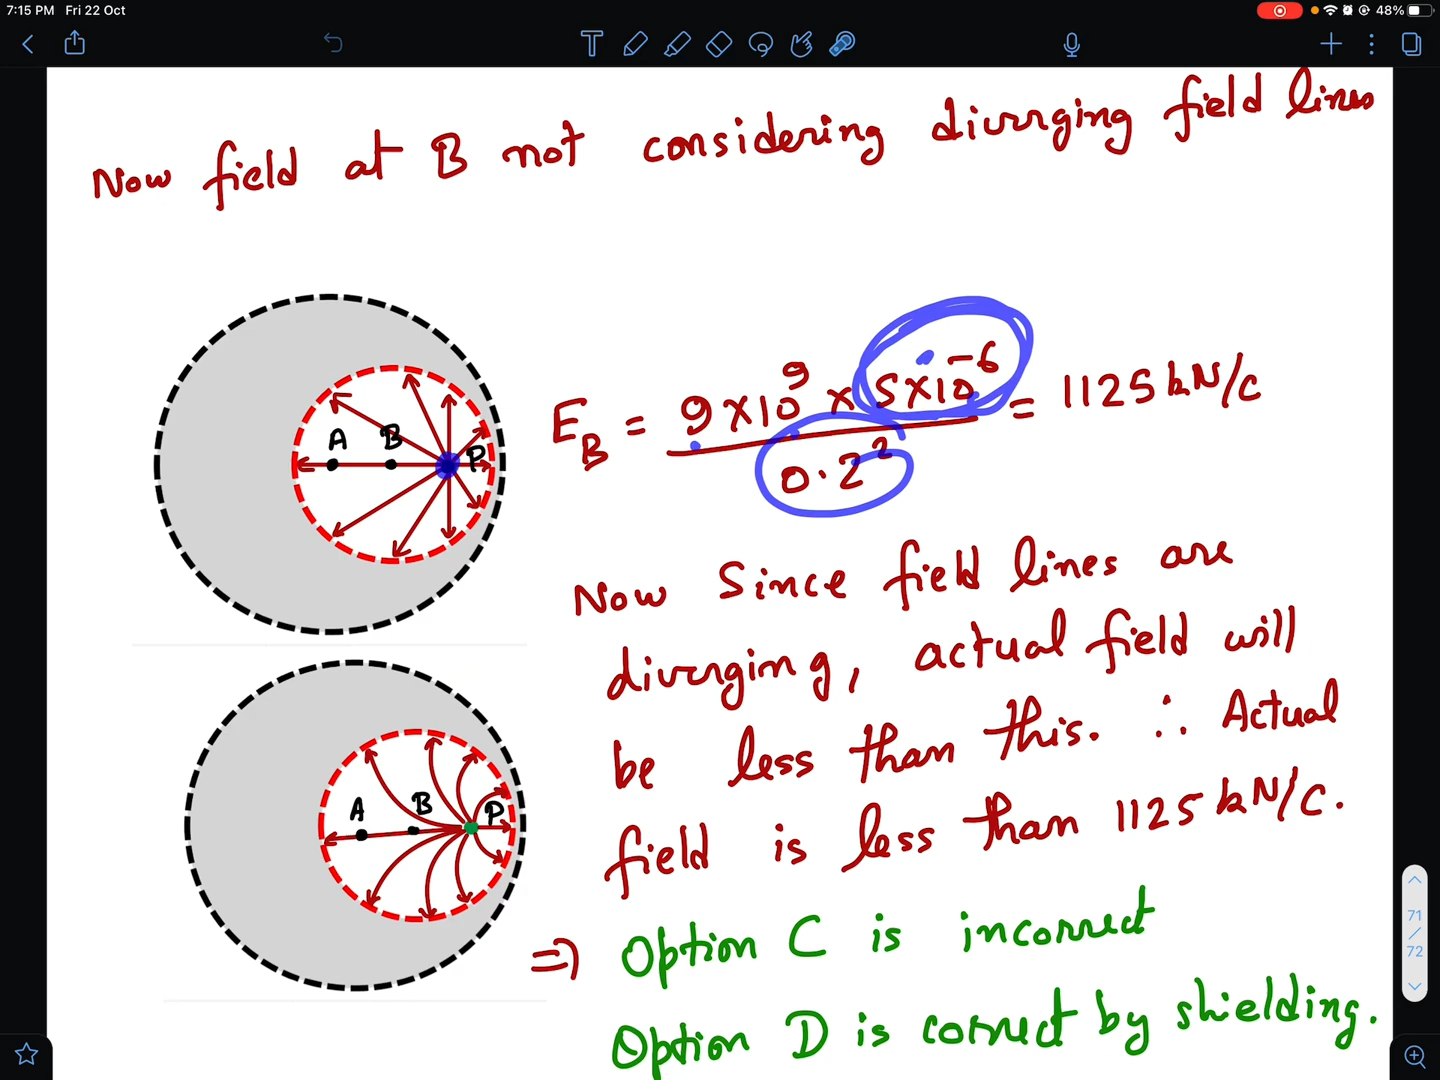 7:15 PM Fri 22 Oct
48%
Now field at B not considering diverging field lines
A B P
E_B = 9×10^9 × 5×10^-6 / 0.2^2 = 1125 kN/C
Now Since field lines are
diverging, actual field will
be less than this. ∴ Actual
field is less than 1125 kN/C.
A B P
⇒ Option C is incorrect
Option D is correct by shielding.
71
/
72